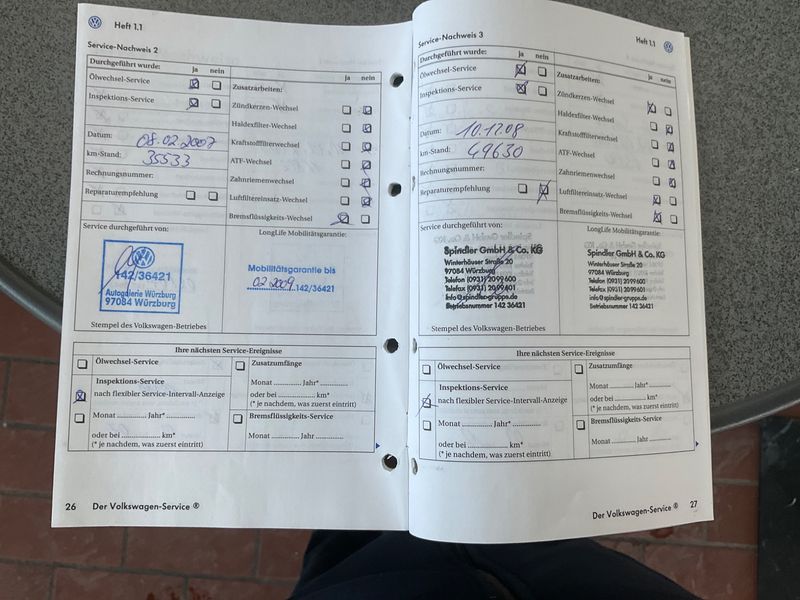 Heft 1.1
Service-Nachweis 2
Durchgeführt wurde: ja nein
Ölwechsel-Service
Inspektions-Service
Datum: 08.02.2007
km-Stand: 35533
Rechnungsnummer:
Reparaturempfehlung
ja nein
Zusatzarbeiten:
Zündkerzen-Wechsel
Haldexfilter-Wechsel
Kraftstofffilterwechsel
ATF-Wechsel
Zahnriemenwechsel
Luftfiltereinsatz-Wechsel
Bremsflüssigkeits-Wechsel
Service durchgeführt von:
142/36421
Autogalerie Würzburg
97084 Würzburg
Stempel des Volkswagen-Betriebes
LongLife Mobilitätsgarantie:
Mobilitätsgarantie bis
02.2009 142/36421
Ihre nächsten Service-Ereignisse
Ölwechsel-Service
Inspektions-Service
nach flexibler Service-Intervall-Anzeige
Monat .............. Jahr* ..............
oder bei .................... km*
(* je nachdem, was zuerst eintritt)
Zusatzumfänge
Monat .............. Jahr* ..............
oder bei .................... km*
(* je nachdem, was zuerst eintritt)
Bremsflüssigkeits-Service
Monat .............. Jahr ..............
26 Der Volkswagen-Service ®
Heft 1.1
Service-Nachweis 3
Durchgeführt wurde: ja nein
Ölwechsel-Service
Inspektions-Service
Datum: 10.11.08
km-Stand: 49630
Rechnungsnummer:
Reparaturempfehlung
ja nein
Zusatzarbeiten:
Zündkerzen-Wechsel
Haldexfilter-Wechsel
Kraftstofffilterwechsel
ATF-Wechsel
Zahnriemenwechsel
Luftfiltereinsatz-Wechsel
Bremsflüssigkeits-Wechsel
Service durchgeführt von:
Spindler GmbH & Co. KG
Winterhäuser Straße 20
97084 Würzburg
Telefon (0931) 2099600
Telefax (0931) 2099601
info@spindler-gruppe.de
Betriebsnummer 142 36421
Stempel des Volkswagen-Betriebes
LongLife Mobilitätsgarantie:
Spindler GmbH & Co. KG
Winterhäuser Straße 20
97084 Würzburg
Telefon (0931) 2099600
Telefax (0931) 2099601
info@spindler-gruppe.de
Betriebsnummer 142 36421
Ihre nächsten Service-Ereignisse
Ölwechsel-Service
Inspektions-Service
nach flexibler Service-Intervall-Anzeige
Monat .............. Jahr* ..............
oder bei .................... km*
(* je nachdem, was zuerst eintritt)
Zusatzumfänge
Monat .............. Jahr* ..............
oder bei .................... km*
(* je nachdem, was zuerst eintritt)
Bremsflüssigkeits-Service
Monat .............. Jahr ..............
Der Volkswagen-Service ® 27